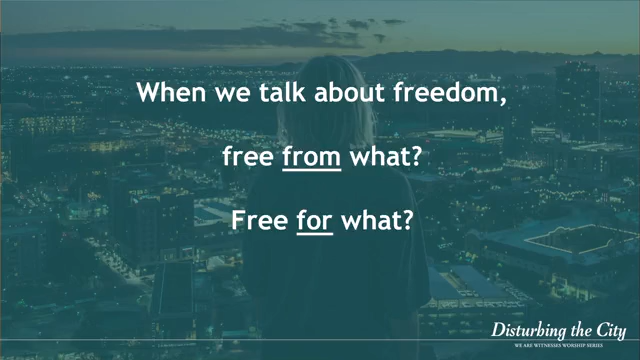 When we talk about freedom,
free from what?
Free for what?
Disturbing the City
WE ARE WITNESSES WORSHIP SERIES